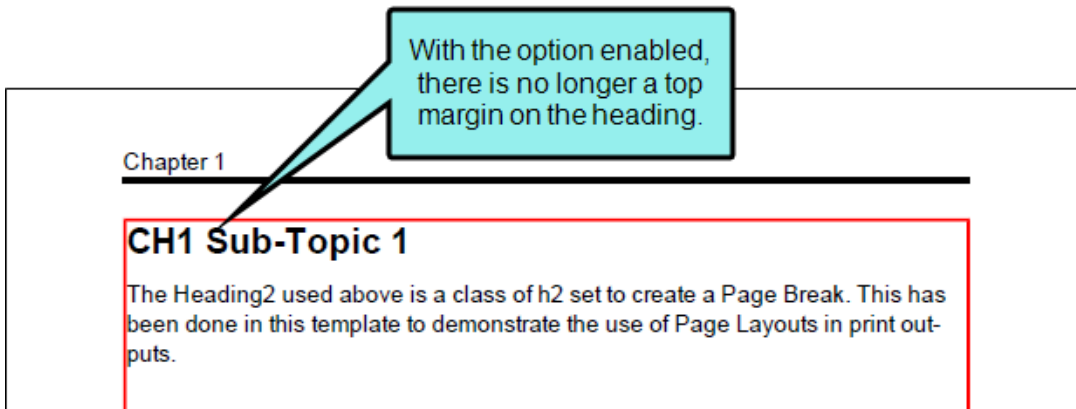 With the option enabled,
there is no longer a top
margin on the heading.
Chapter 1
CH1 Sub-Topic 1
The Heading2 used above is a class of h2 set to create a Page Break. This has
been done in this template to demonstrate the use of Page Layouts in print out-
puts.